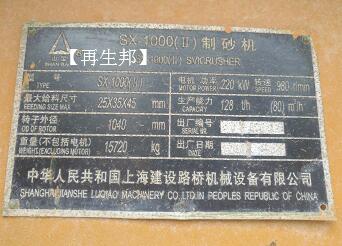 SX-1000(Ⅱ) 制砂机
【再生邦】
1000(Ⅱ) SVICRUSHER
山宝
SHANBAO
型 号 TYPE SX-1000(Ⅱ) 电机 功率 MOTOR POWER 220 KW 转速 SPEED 980 r/min
最大给料尺寸 FEEDING SIZE MAX 25X35X45 mm 生产能力 CAPACITY 128 t/h (80) m³/h
转子外径 OD OF ROTOR 1040 mm 出厂编号 SERIAL NO.
重量(不包括电机) WEIGHT(EXCLUDING MOTOR) 15720 kg 出厂日期
中华人民共和国上海建设路桥机械设备有限公司
SHANGHAI JIANSHE LUQIAO MACHINERY CO.LTD.IN PEOPLES REPUBLIC OF CHINA